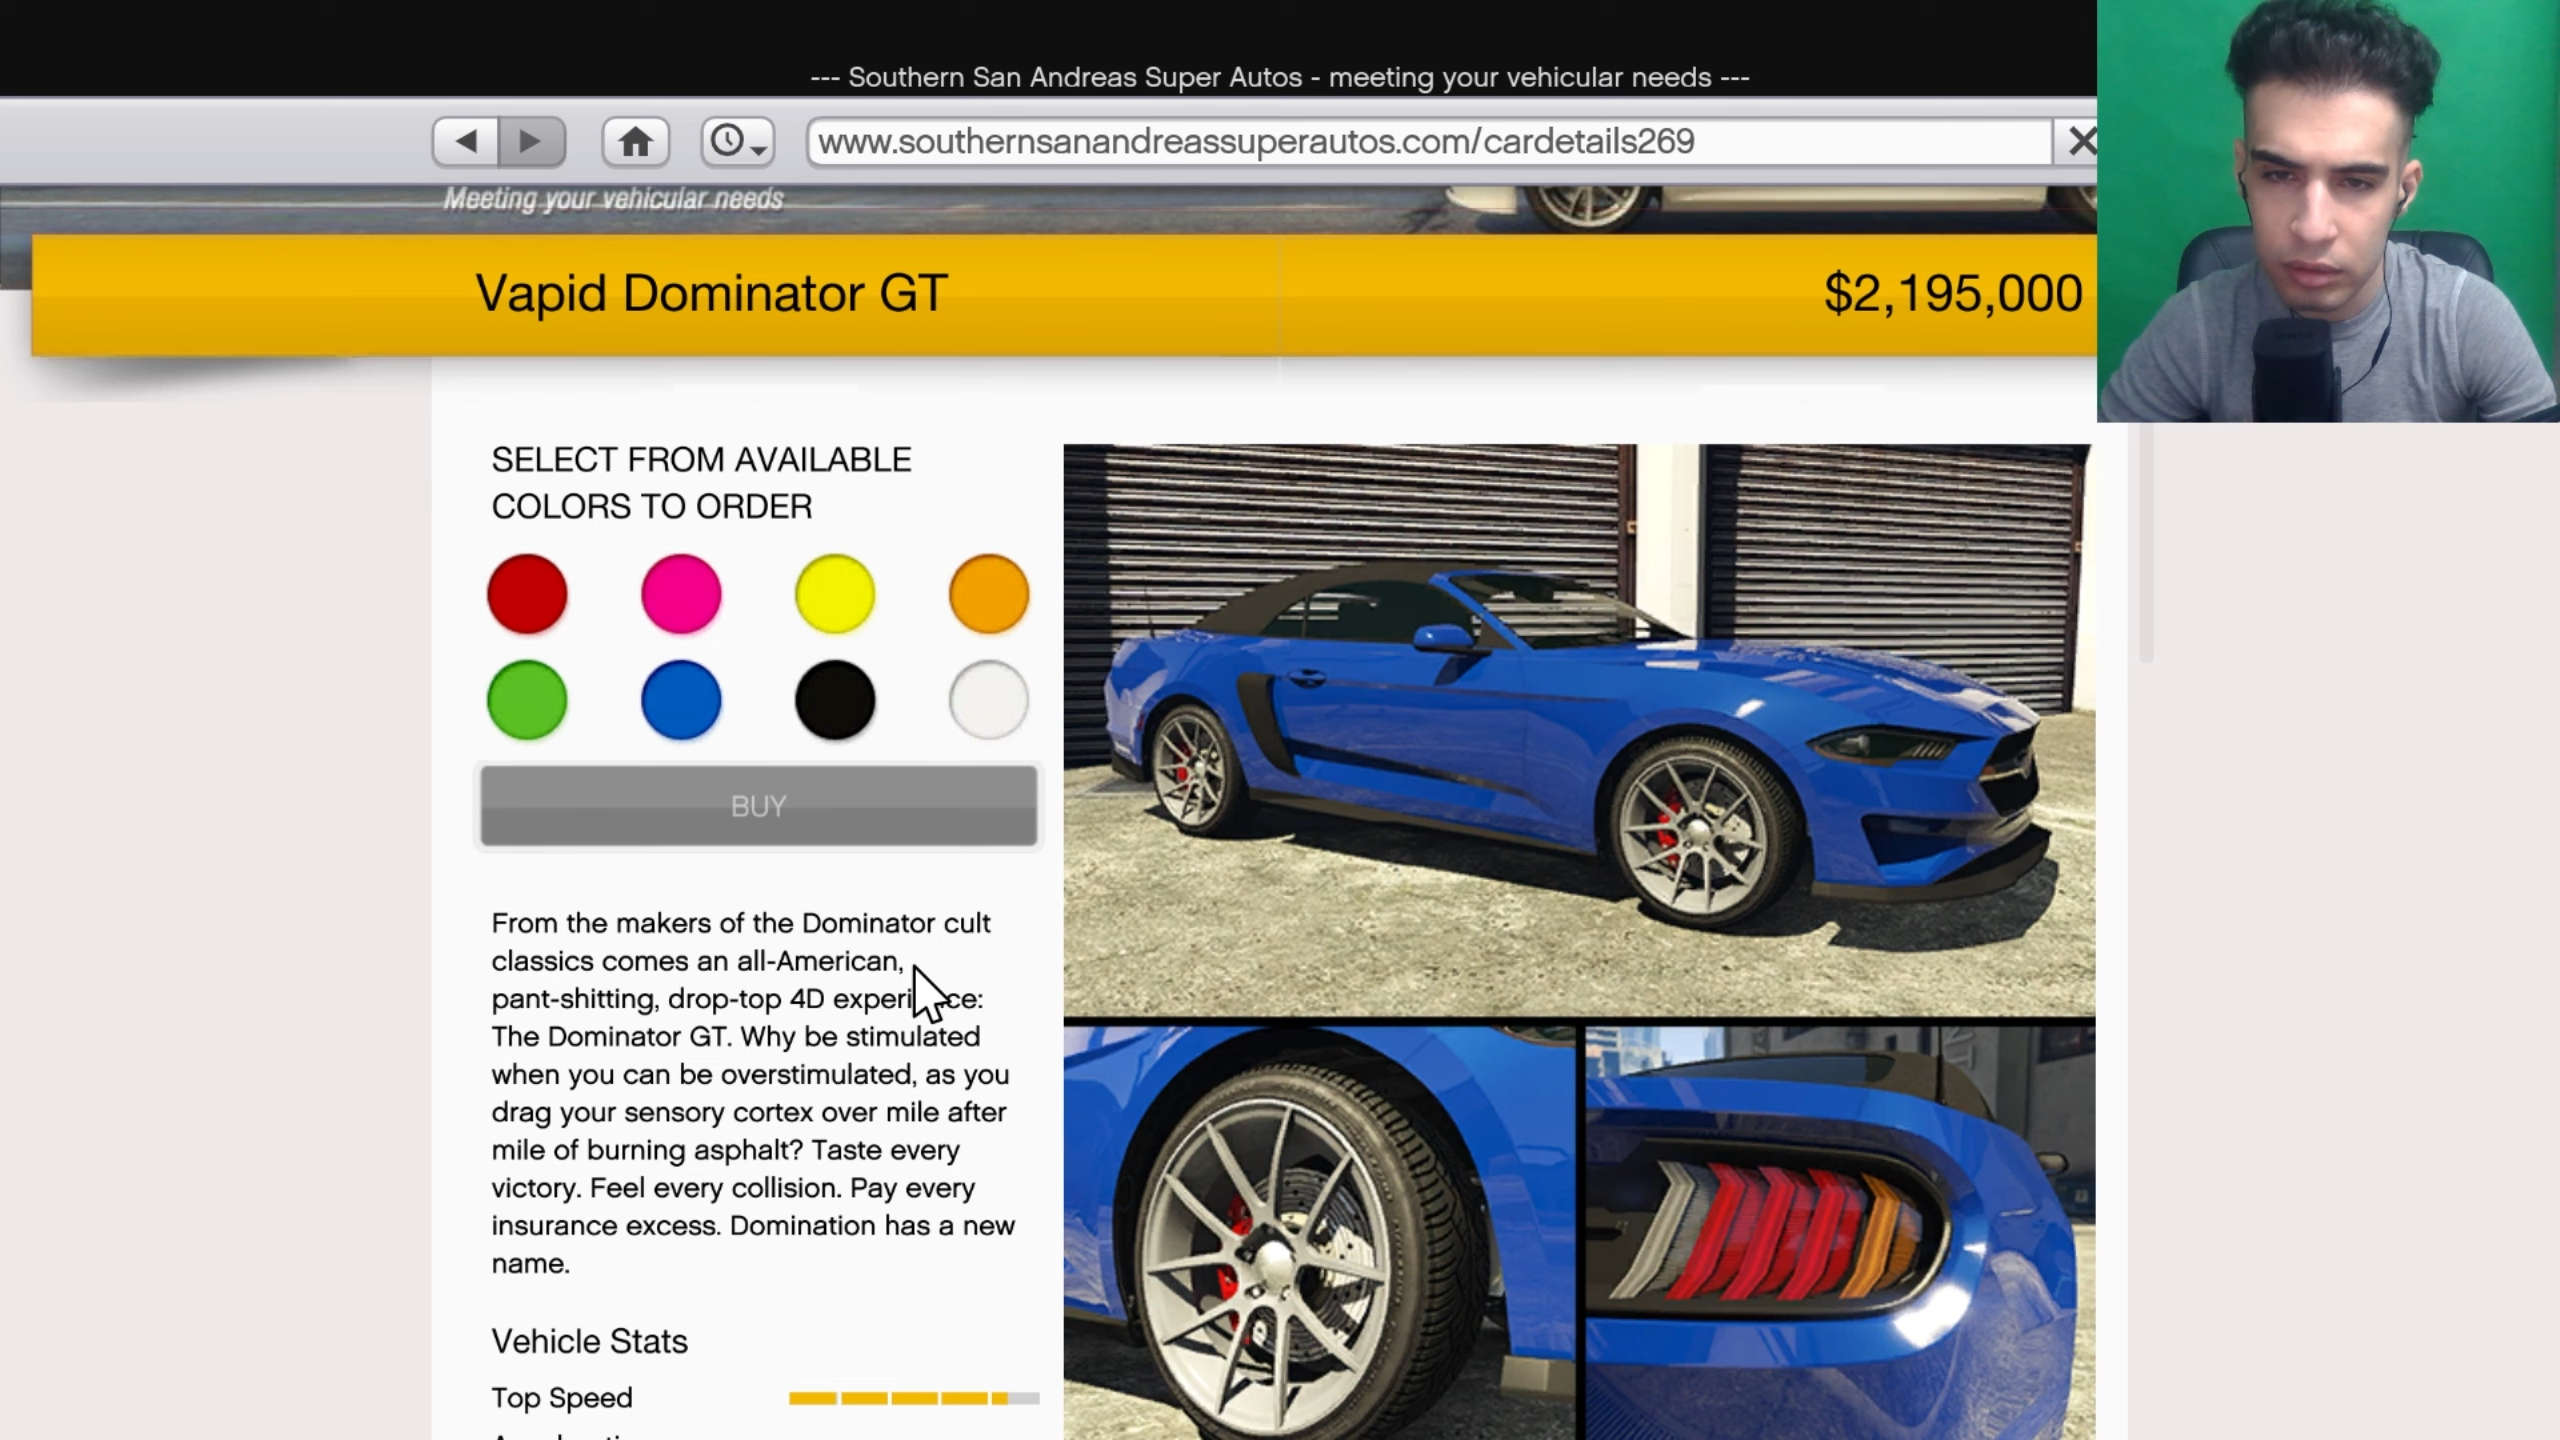 --- Southern San Andreas Super Autos - meeting your vehicular needs ---
www.southernsanandreassuperautos.com/cardetails269
Meeting your vehicular needs
Vapid Dominator GT
$2,195,000
SELECT FROM AVAILABLE
COLORS TO ORDER
BUY
From the makers of the Dominator cult
classics comes an all-American,
pant-shitting, drop-top 4D experience:
The Dominator GT. Why be stimulated
when you can be overstimulated, as you
drag your sensory cortex over mile after
mile of burning asphalt? Taste every
victory. Feel every collision. Pay every
insurance excess. Domination has a new
name.
Vehicle Stats
Top Speed